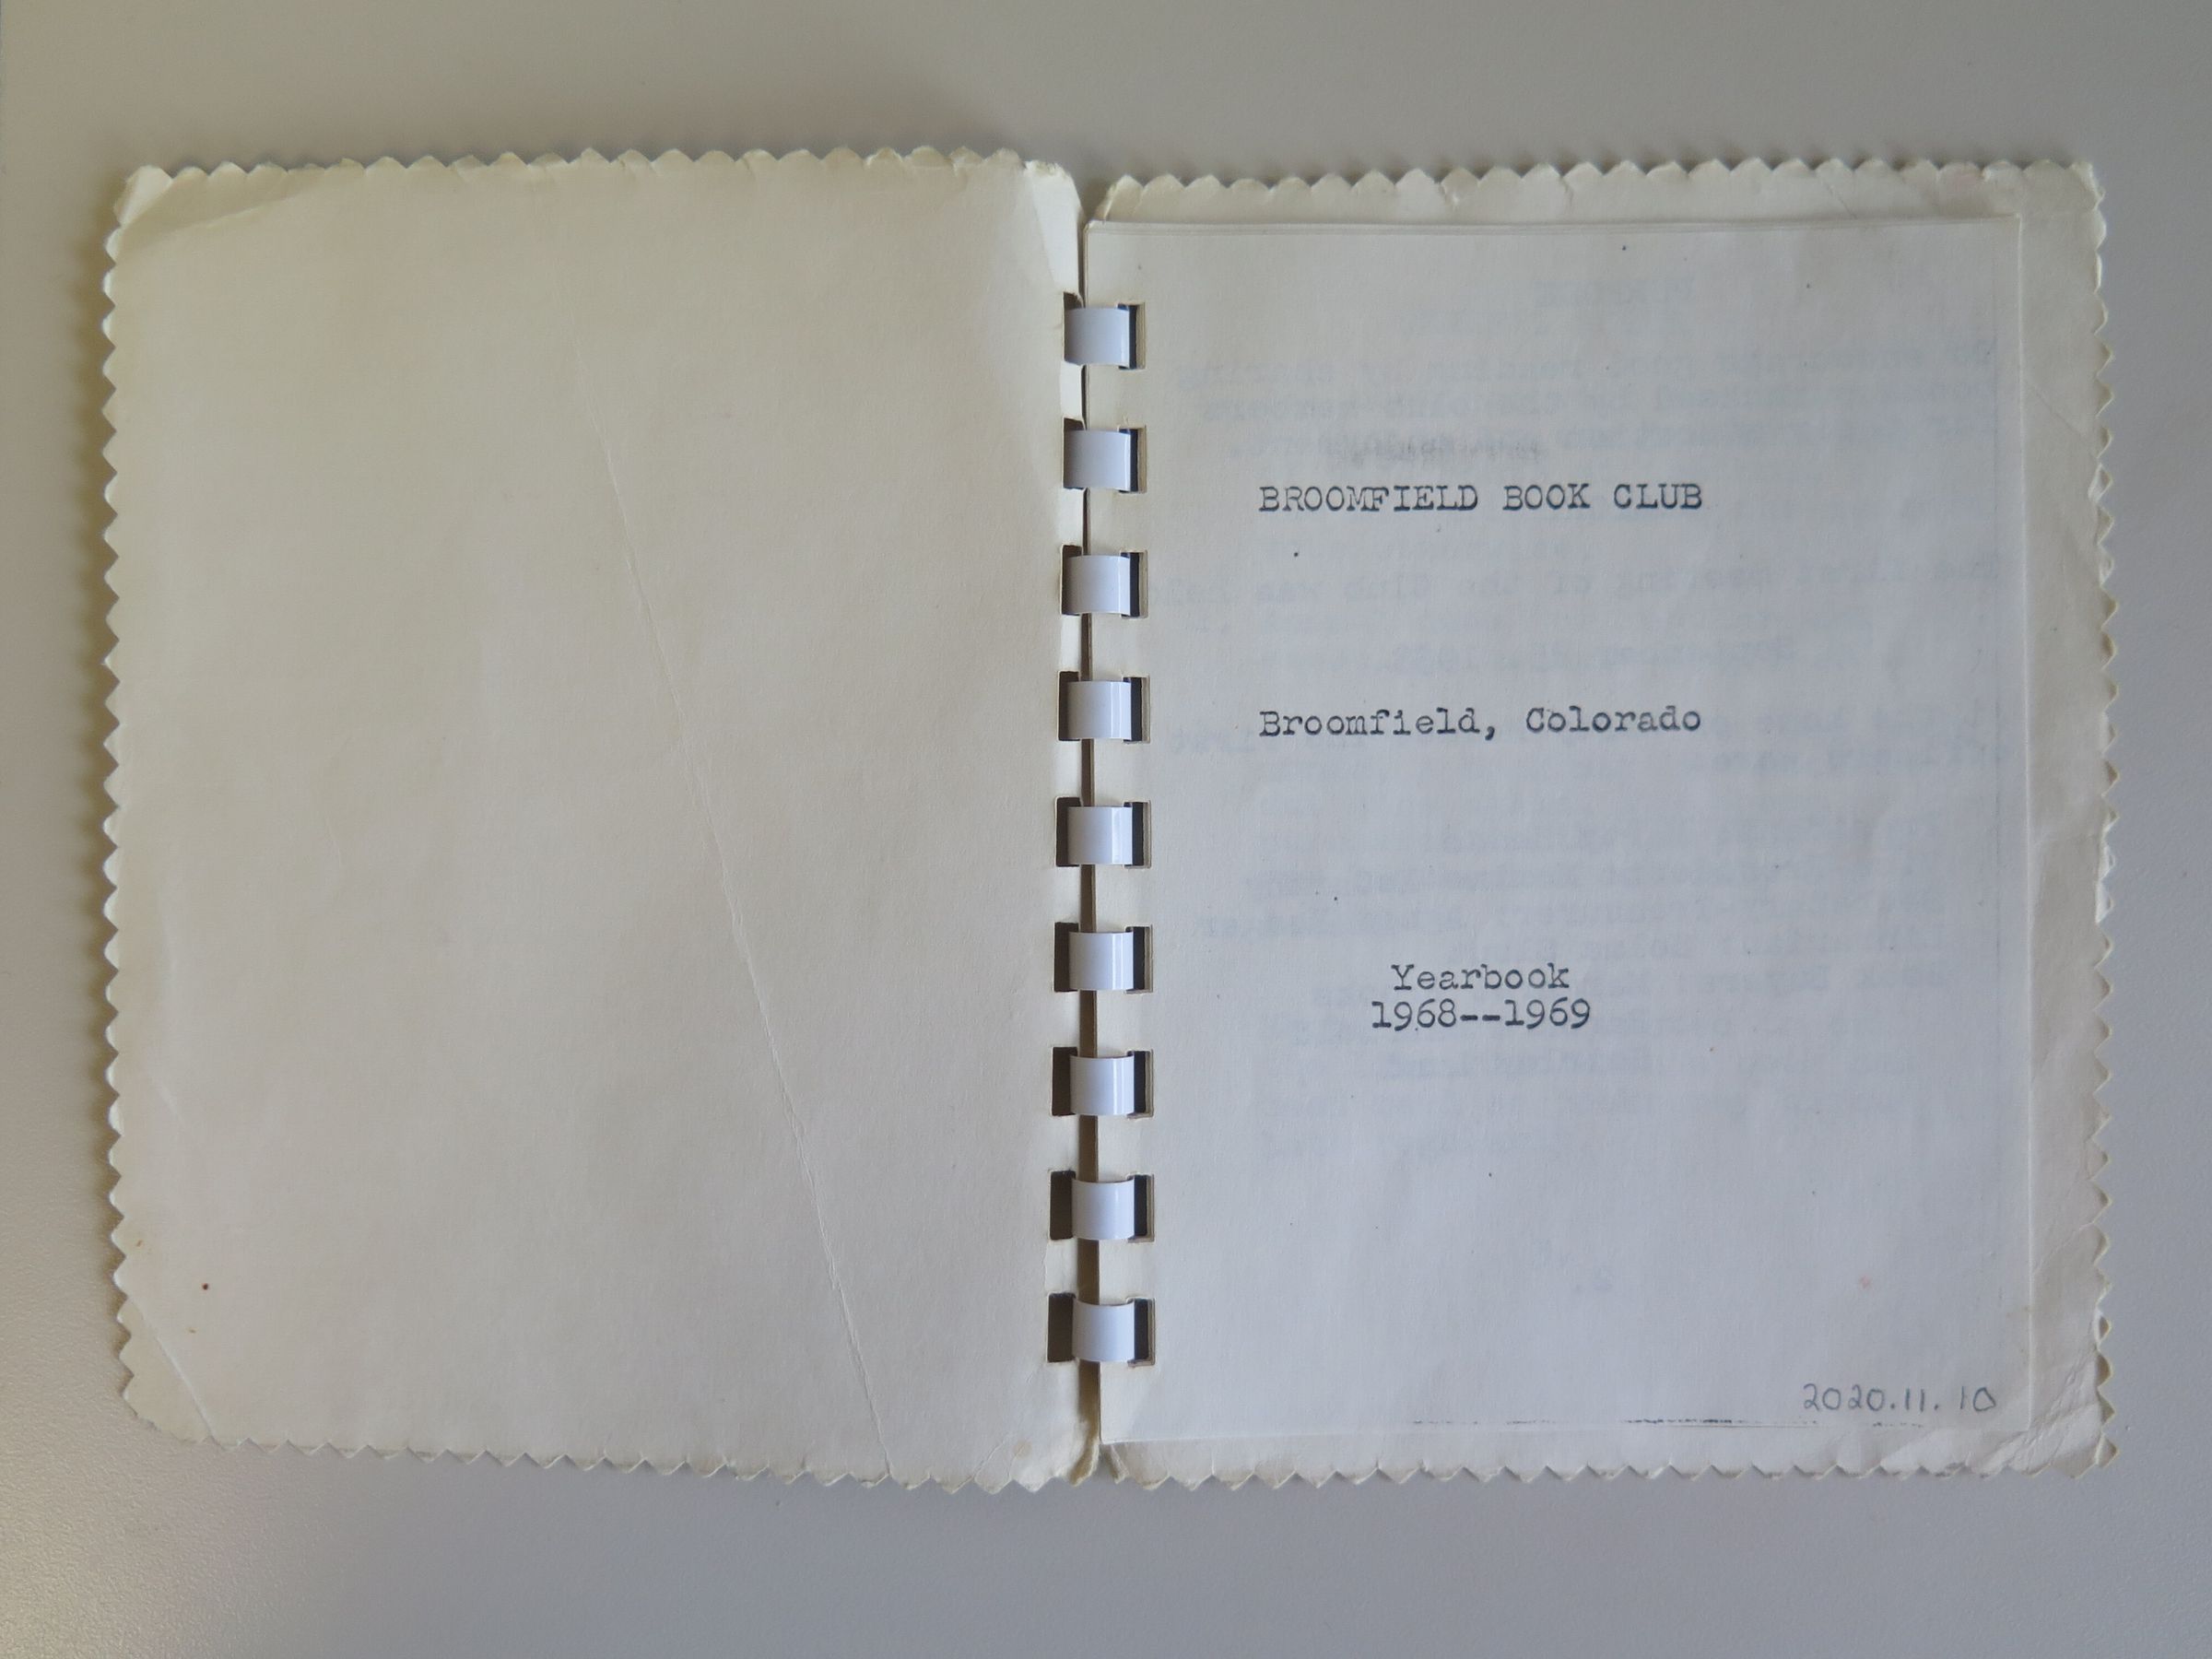 BROOMFIELD BOOK CLUB
Broomfield, Colorado
Yearbook
1968--1969
2020.11.10